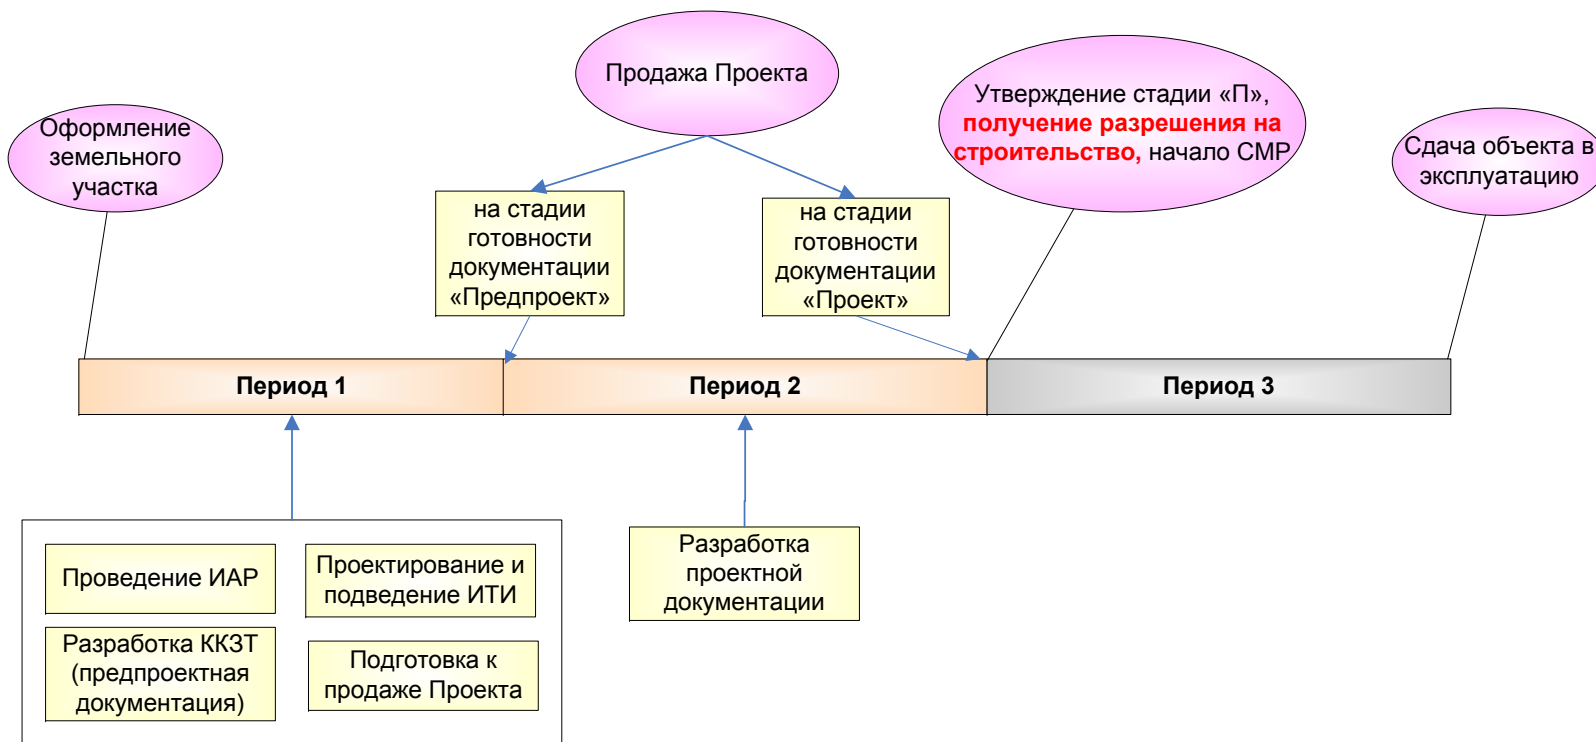 Продажа Проекта
Оформление
земельного
участка
Утверждение стадии «П»,
получение разрешения на
строительство, начало СМР
Сдача объекта в
эксплуатацию
на стадии
готовности
документации
«Предпроект»
на стадии
готовности
документации
«Проект»
Период 1
Период 2
Период 3
Проведение ИАР
Проектирование и
подведение ИТИ
Разработка ККЗТ
(предпроектная
документация)
Подготовка к
продаже Проекта
Разработка
проектной
документации